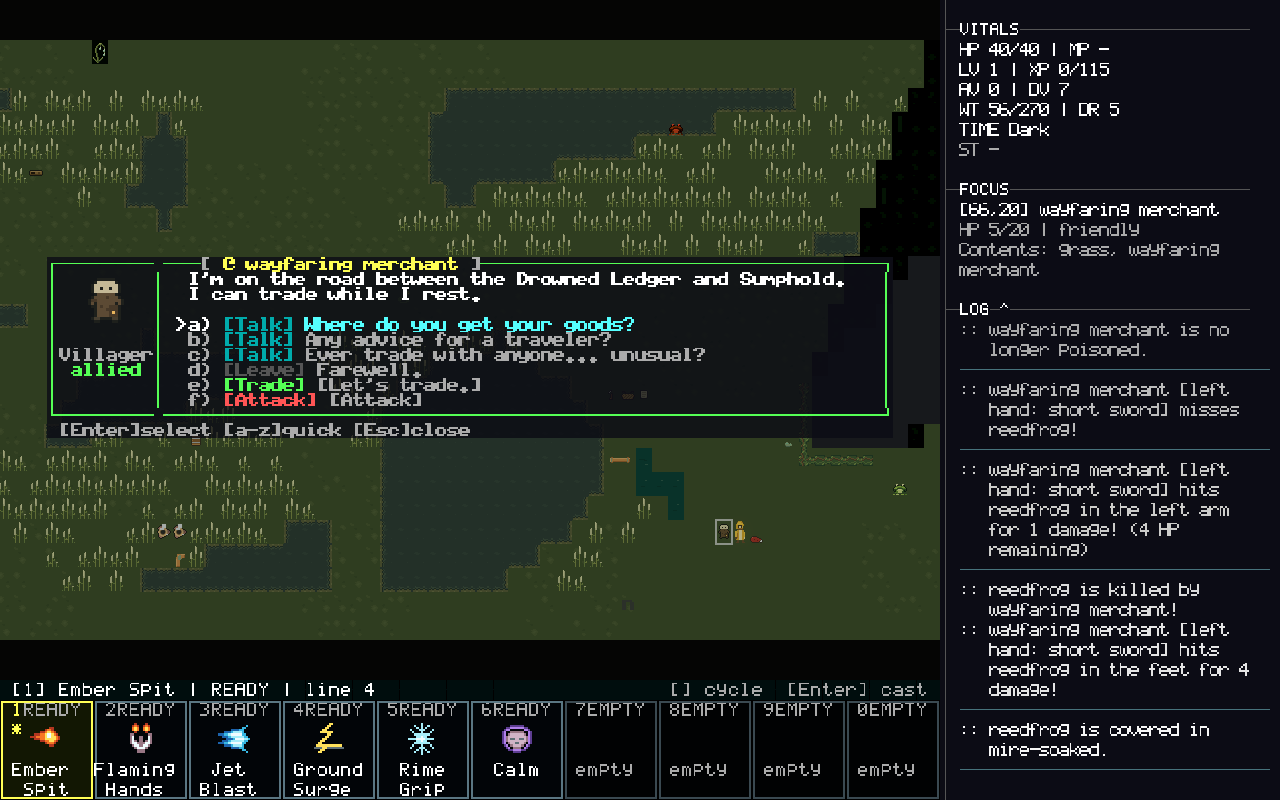 [ @ wayfaring merchant ]
I'm on the road between the Drowned Ledger and Sumphold.
I can trade while I rest.
>a) [Talk] Where do you get your goods?
b) [Talk] Any advice for a traveler?
c) [Talk] Ever trade with anyone... unusual?
d) [Leave] Farewell.
e) [Trade] [Let's trade.]
f) [Attack] [Attack]
Villager
allied
[Enter]select [a-z]quick [Esc]close
[1] Ember Spit | READY | line 4
[] cycle [Enter] cast
1READY
*
Ember
Spit
2READY
Flaming
Hands
3READY
Jet
Blast
4READY
Ground
Surge
5READY
Rime
Grip
6READY
Calm
7EMPTY
empty
8EMPTY
empty
9EMPTY
empty
0EMPTY
empty
VITALS
HP 40/40 | MP -
LV 1 | XP 0/115
AV 0 | DV 7
WT 56/270 | DR 5
TIME Dark
ST -
FOCUS
[66,20] wayfaring merchant
HP 5/20 | friendly
Contents: grass, wayfaring
merchant
LOG ^
:: wayfaring merchant is no
longer Poisoned.
:: wayfaring merchant [left
hand: short sword] misses
reedfrog!
:: wayfaring merchant [left
hand: short sword] hits
reedfrog in the left arm
for 1 damage! (4 HP
remaining)
:: reedfrog is killed by
wayfaring merchant!
:: wayfaring merchant [left
hand: short sword] hits
reedfrog in the feet for 4
damage!
:: reedfrog is covered in
mire-soaked.